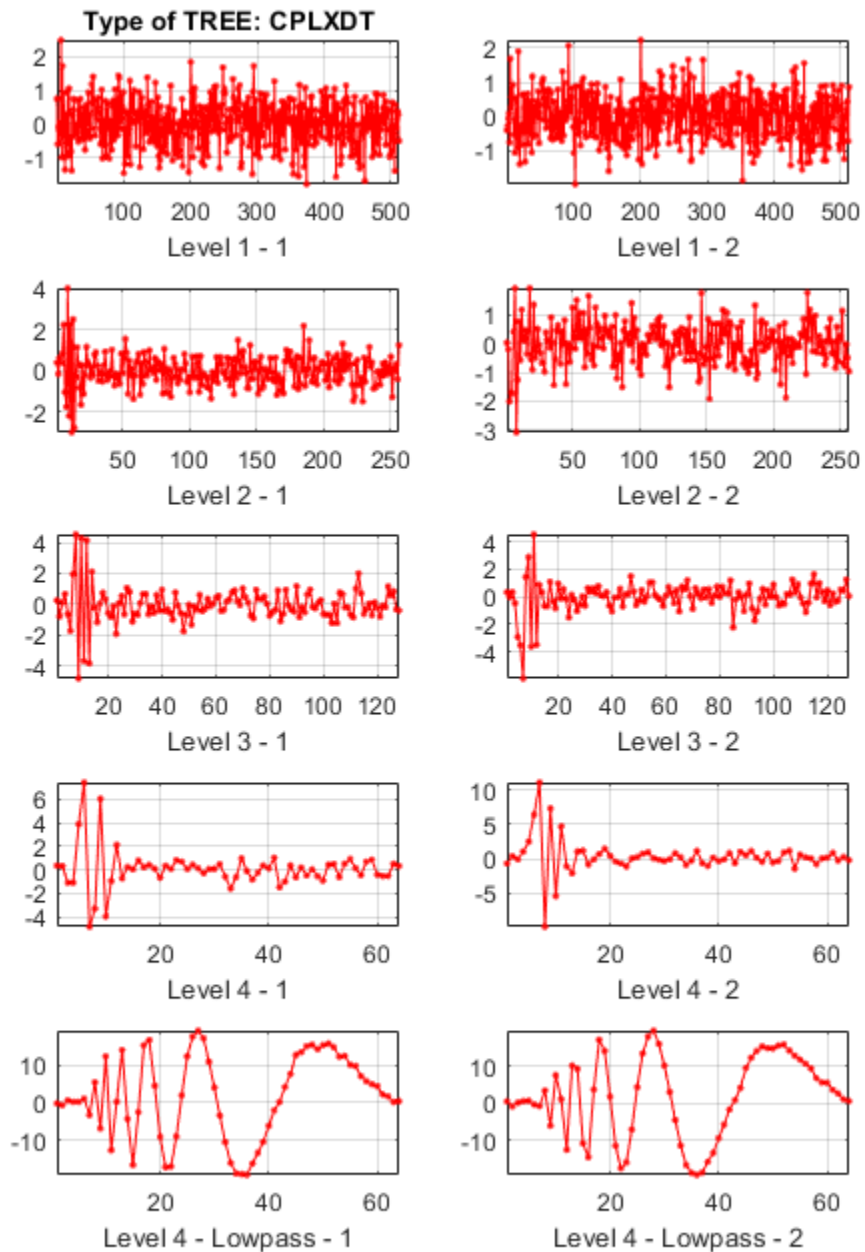 Type of TREE: CPLXDT
2
1
0
-1
100 200 300 400 500
Level 1 - 1
2
1
0
-1
100 200 300 400 500
Level 1 - 2
4
2
0
-2
50 100 150 200 250
Level 2 - 1
1
0
-1
-2
-3
50 100 150 200 250
Level 2 - 2
4
2
0
-2
-4
20 40 60 80 100 120
Level 3 - 1
4
2
0
-2
-4
20 40 60 80 100 120
Level 3 - 2
6
4
2
0
-2
-4
20 40 60
Level 4 - 1
10
5
0
-5
20 40 60
Level 4 - 2
10
0
-10
20 40 60
Level 4 - Lowpass - 1
10
0
-10
20 40 60
Level 4 - Lowpass - 2